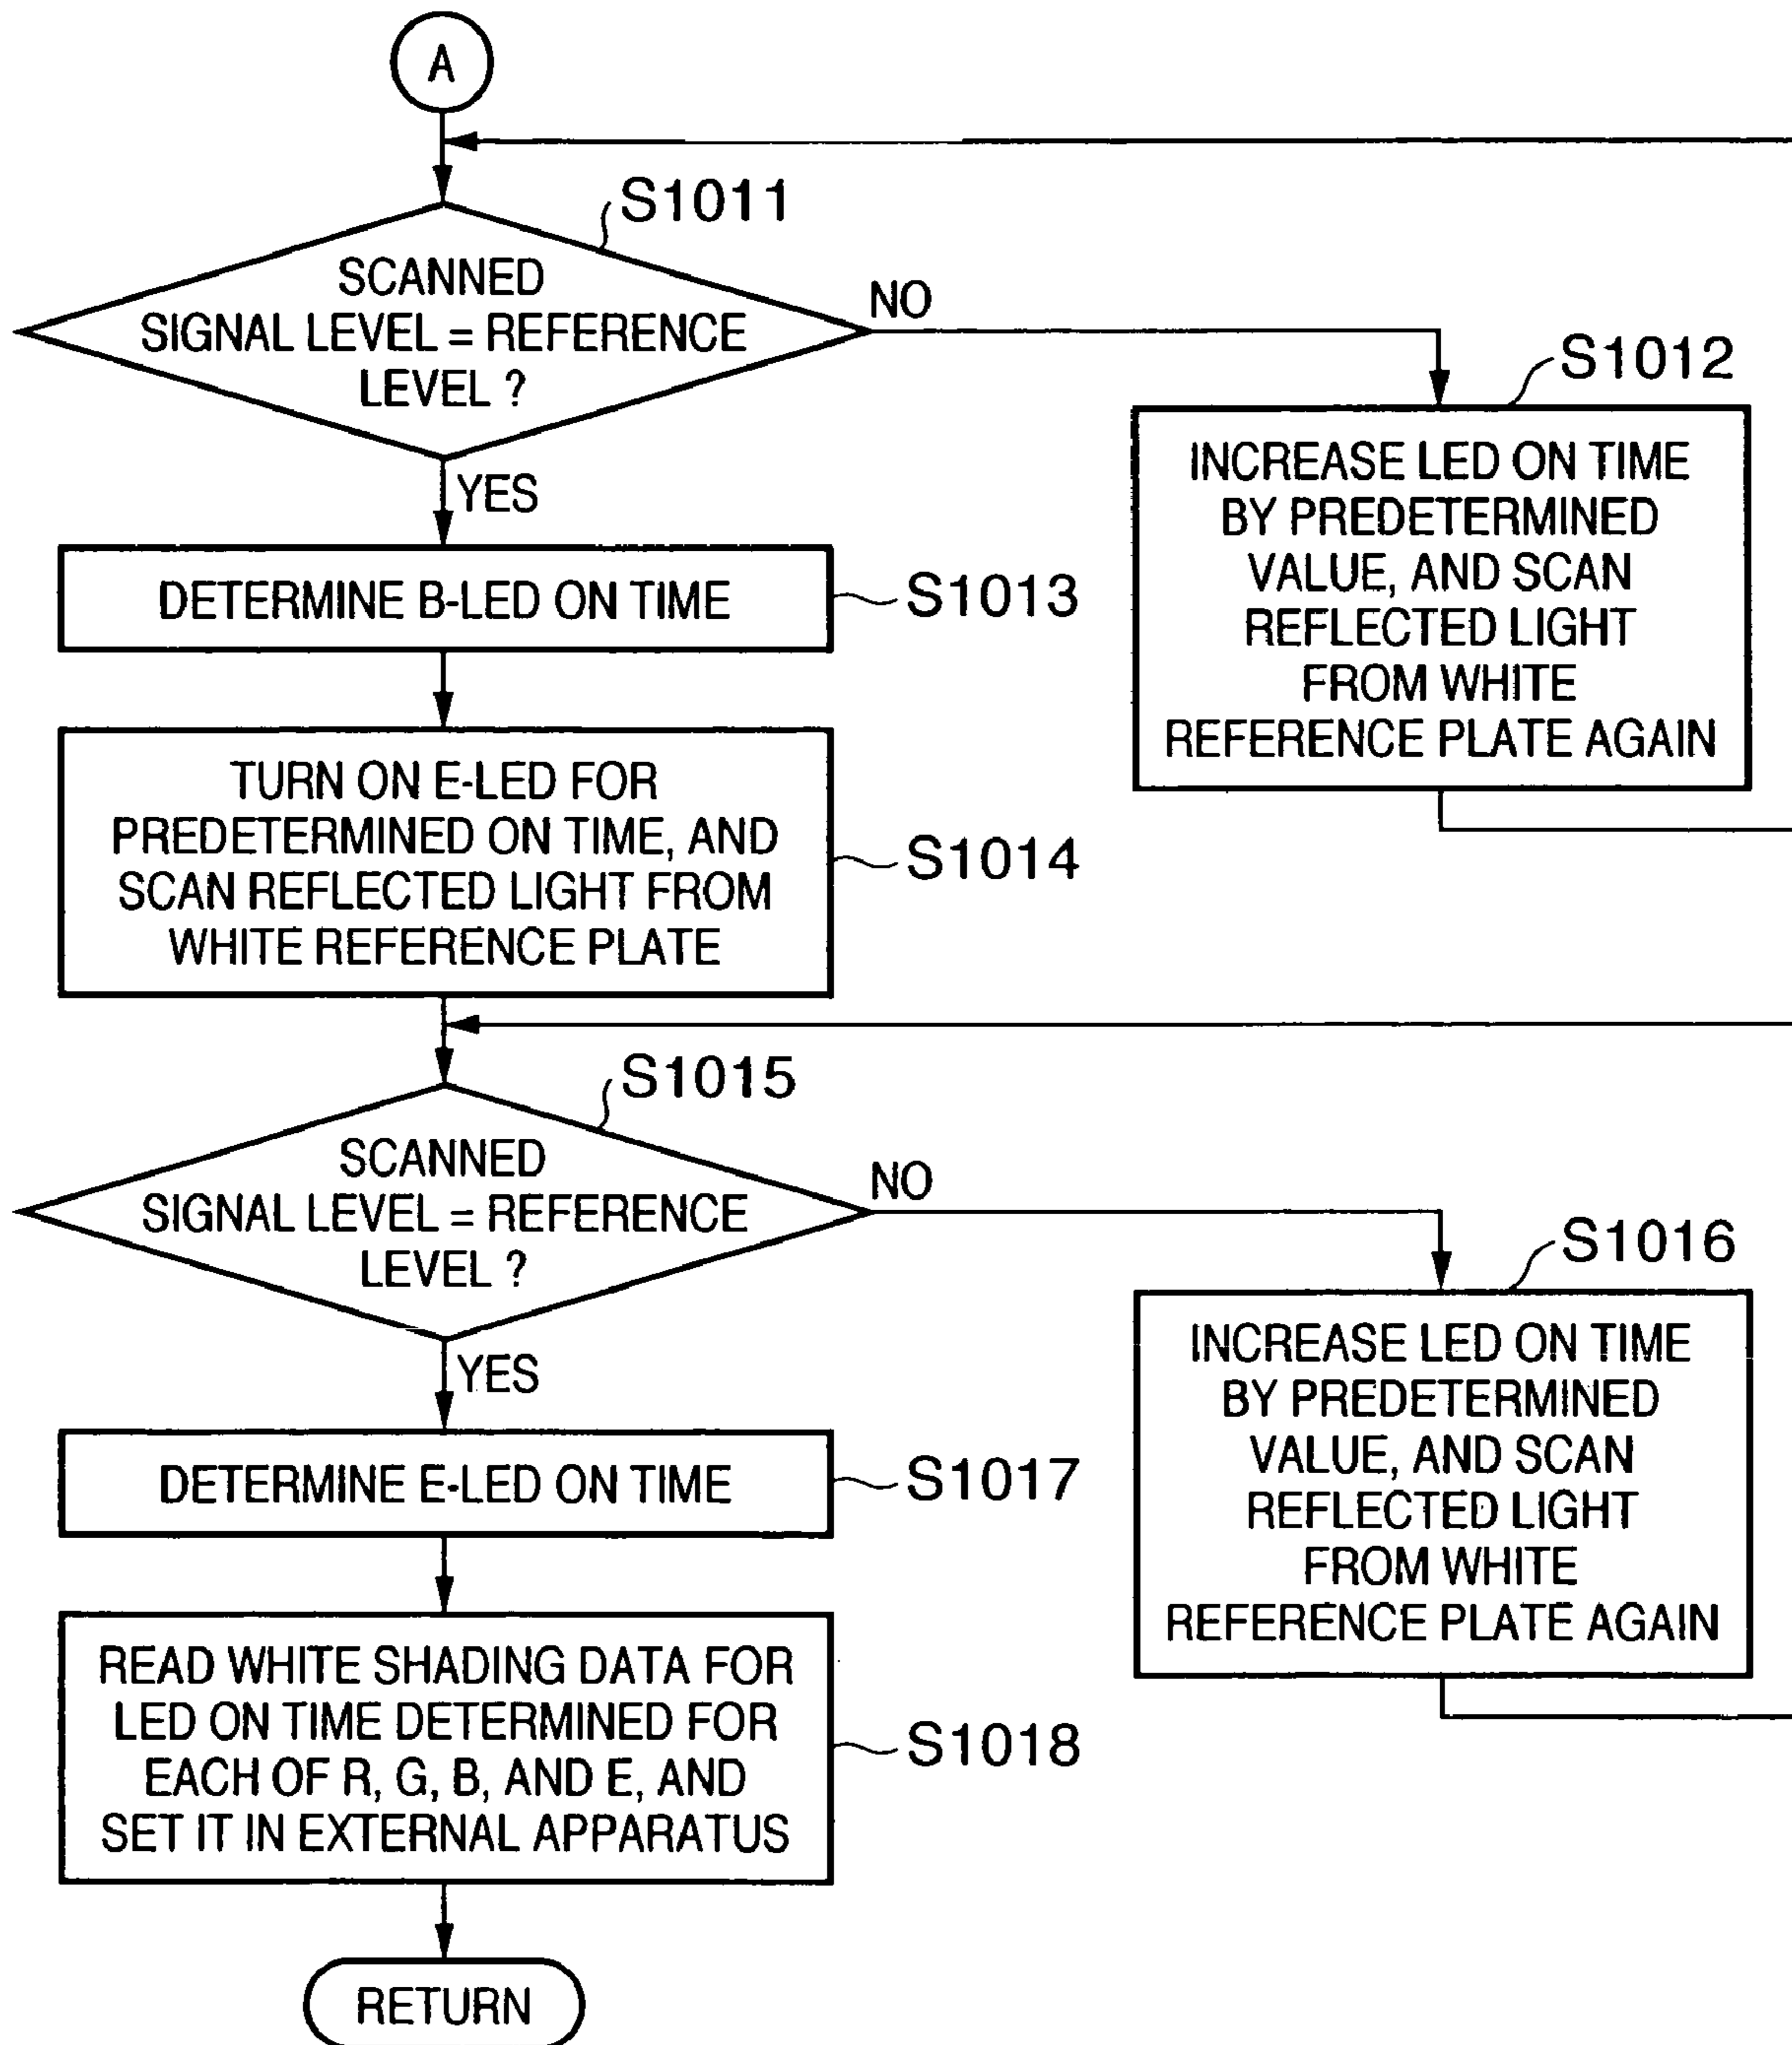 A
S1011
SCANNED
SIGNAL LEVEL = REFERENCE
LEVEL ?
NO
YES
S1012
INCREASE LED ON TIME
BY PREDETERMINED
VALUE, AND SCAN
REFLECTED LIGHT
FROM WHITE
REFERENCE PLATE AGAIN
DETERMINE B-LED ON TIME
S1013
TURN ON E-LED FOR
PREDETERMINED ON TIME, AND
SCAN REFLECTED LIGHT FROM
WHITE REFERENCE PLATE
S1014
S1015
SCANNED
SIGNAL LEVEL = REFERENCE
LEVEL ?
NO
YES
S1016
INCREASE LED ON TIME
BY PREDETERMINED
VALUE, AND SCAN
REFLECTED LIGHT
FROM WHITE
REFERENCE PLATE AGAIN
DETERMINE E-LED ON TIME
S1017
READ WHITE SHADING DATA FOR
LED ON TIME DETERMINED FOR
EACH OF R, G, B, AND E, AND
SET IT IN EXTERNAL APPARATUS
S1018
RETURN